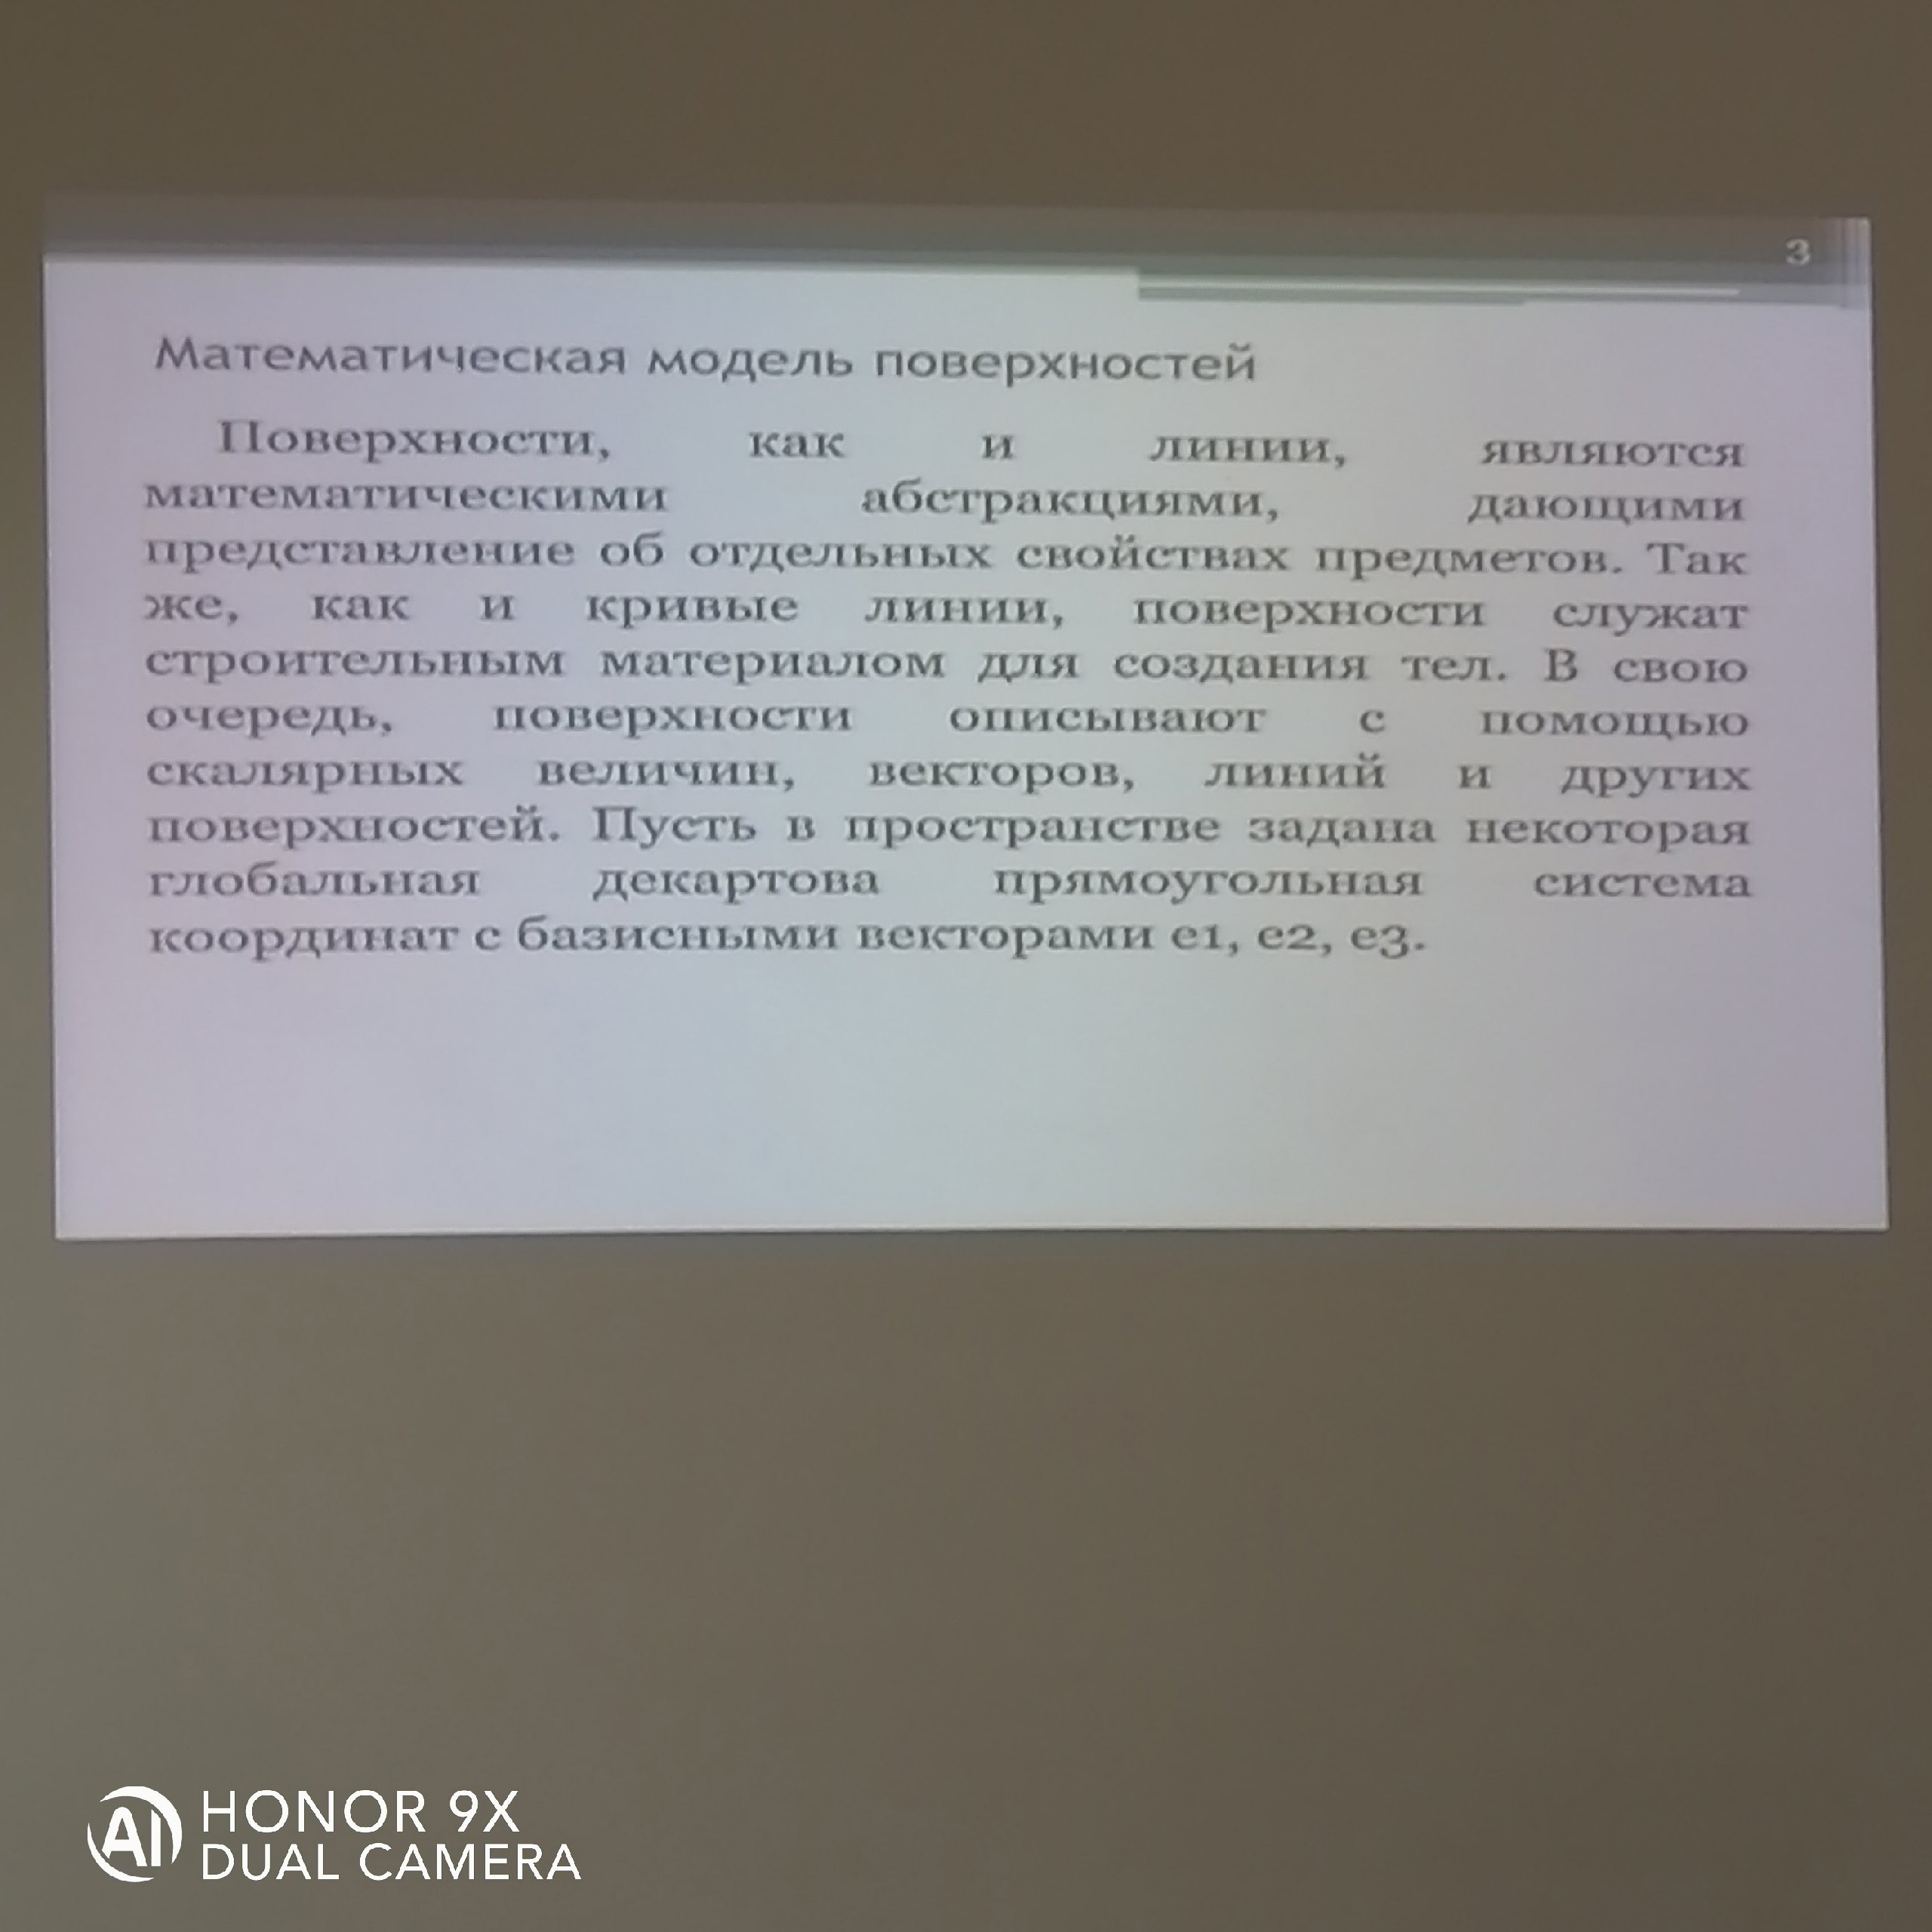 3
Математическая модель поверхностей
Поверхности, как и линии, являются
математическими абстракциями, дающими
представление об отдельных свойствах предметов. Так
же, как и кривые линии, поверхности служат
строительным материалом для создания тел. В свою
очередь, поверхности описывают с помощью
скалярных величин, векторов, линий и других
поверхностей. Пусть в пространстве задана некоторая
глобальная декартова прямоугольная система
координат с базисными векторами e1, e2, e3.
AI HONOR 9X
DUAL CAMERA